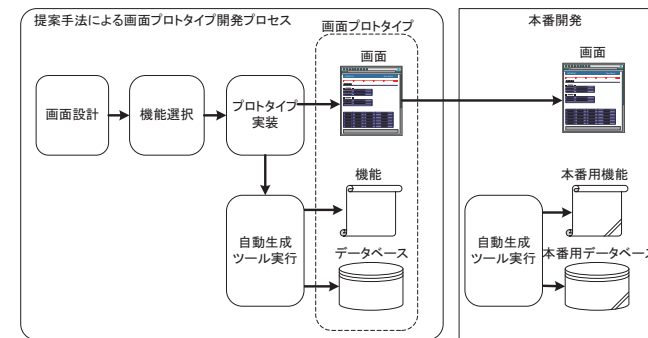 提案手法による画面プロトタイプ開発プロセス
画面プロトタイプ
本番開発
画面
画面
画面設計
機能選択
プロトタイプ
実装
機能
本番用機能
自動生成
ツール実行
データベース
自動生成
ツール実行
本番用データベース